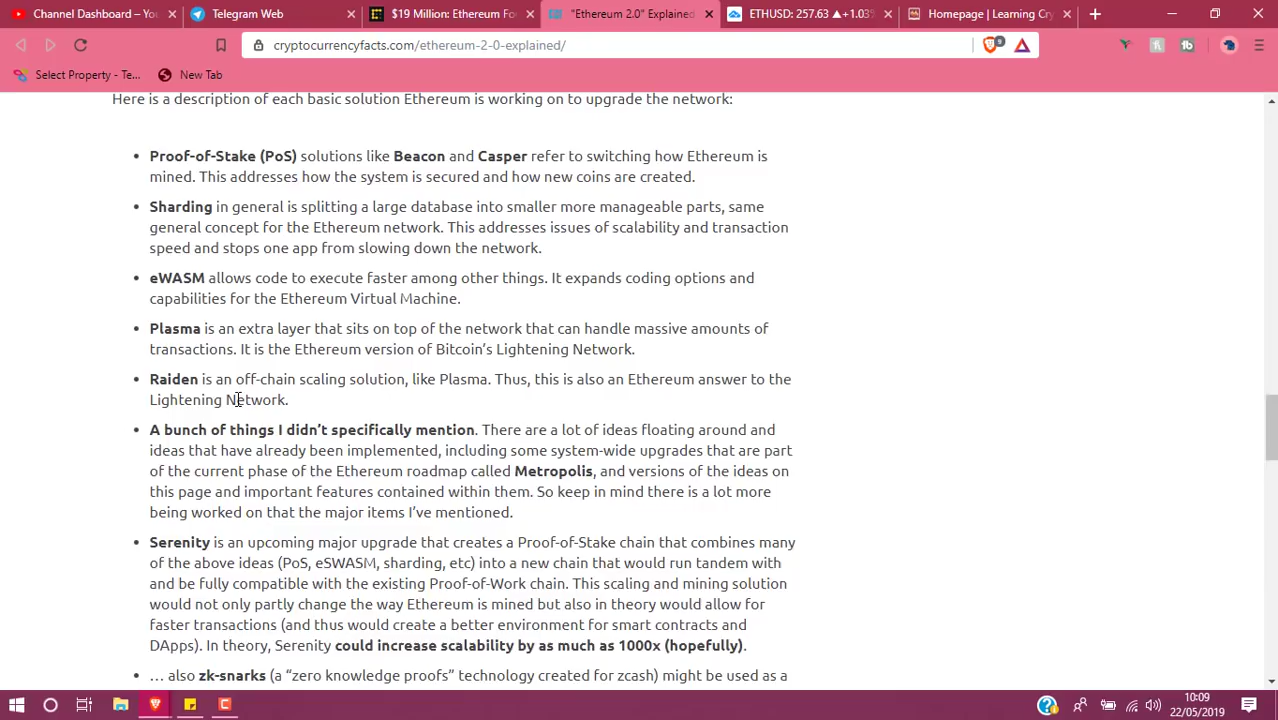 Channel Dashboard – Yo
Telegram Web
$19 Million: Ethereum Fo
"Ethereum 2.0" Explained
ETHUSD: 257.63 ▲+1.03%
Homepage | Learning Cry
cryptocurrencyfacts.com/ethereum-2-0-explained/
9
Select Property - Te...
New Tab
Here is a description of each basic solution Ethereum is working on to upgrade the network:
• Proof-of-Stake (PoS) solutions like Beacon and Casper refer to switching how Ethereum is
mined. This addresses how the system is secured and how new coins are created.
• Sharding in general is splitting a large database into smaller more manageable parts, same
general concept for the Ethereum network. This addresses issues of scalability and transaction
speed and stops one app from slowing down the network.
• eWASM allows code to execute faster among other things. It expands coding options and
capabilities for the Ethereum Virtual Machine.
• Plasma is an extra layer that sits on top of the network that can handle massive amounts of
transactions. It is the Ethereum version of Bitcoin's Lightening Network.
• Raiden is an off-chain scaling solution, like Plasma. Thus, this is also an Ethereum answer to the
Lightening Network.
• A bunch of things I didn't specifically mention. There are a lot of ideas floating around and
ideas that have already been implemented, including some system-wide upgrades that are part
of the current phase of the Ethereum roadmap called Metropolis, and versions of the ideas on
this page and important features contained within them. So keep in mind there is a lot more
being worked on that the major items I've mentioned.
• Serenity is an upcoming major upgrade that creates a Proof-of-Stake chain that combines many
of the above ideas (PoS, eSWASM, sharding, etc) into a new chain that would run tandem with
and be fully compatible with the existing Proof-of-Work chain. This scaling and mining solution
would not only partly change the way Ethereum is mined but also in theory would allow for
faster transactions (and thus would create a better environment for smart contracts and
DApps). In theory, Serenity could increase scalability by as much as 1000x (hopefully).
• … also zk-snarks (a "zero knowledge proofs" technology created for zcash) might be used as a
10:09
22/05/2019